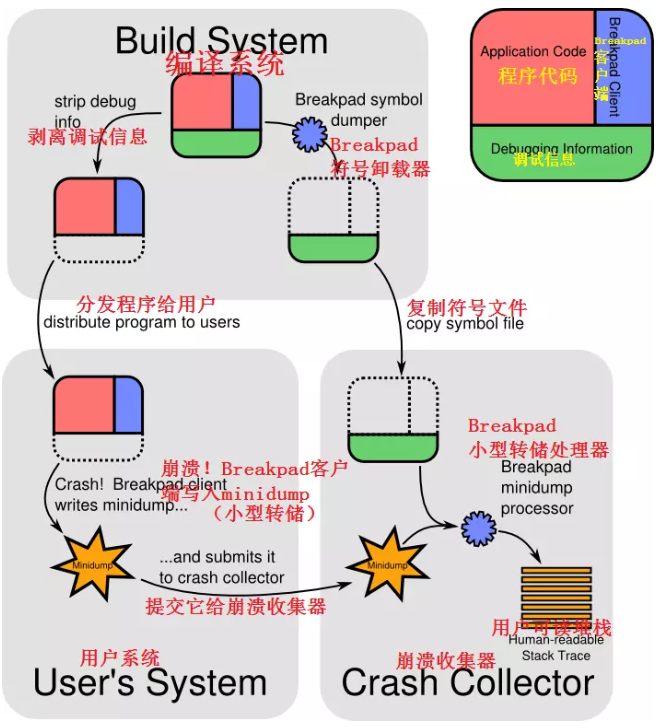 Build System
编译系统
strip debug
info
剥离调试信息
Breakpad symbol
dumper
Breakpad
符号卸载器
Application Code
程序代码
Breakpad Client
Breakpad
客
户
端
Debugging Information
调试信息
分发程序给用户
distribute program to users
复制符号文件
copy symbol file
崩溃！Breakpad客户
端写入minidump
（小型转储）
Crash! Breakpad client
writes minidump...
Minidump
...and submits it
to crash collector
提交它给崩溃收集器
用户系统
User's System
Breakpad
小型转储处理器
Breakpad
minidump
processor
Minidump
用户可读堆栈
Human-readable
Stack Trace
崩溃收集器
Crash Collector